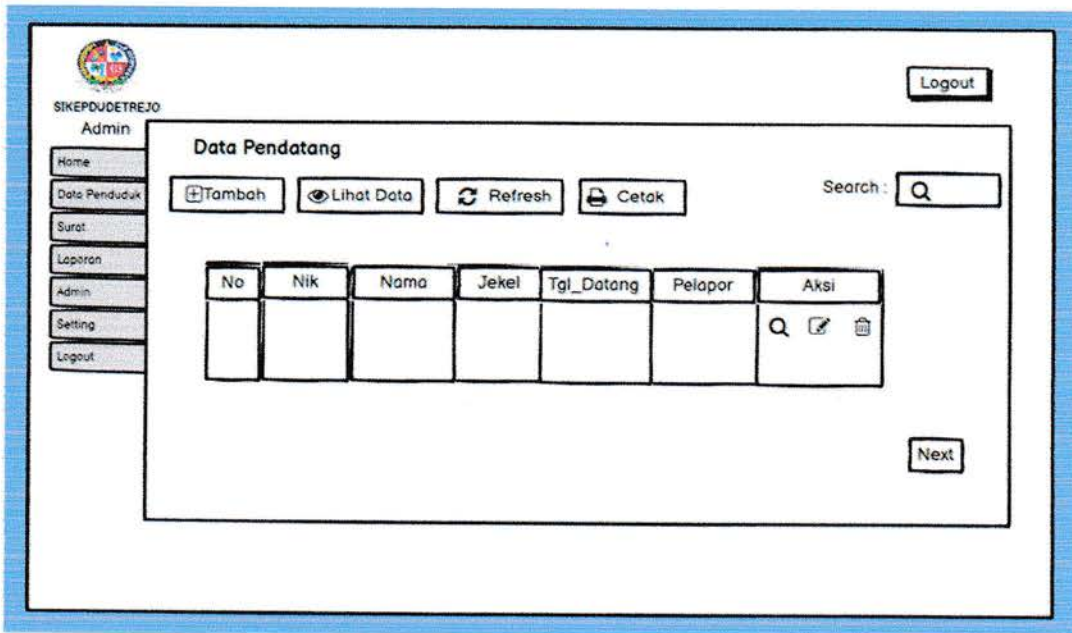 SIKEPDUDETREJO
Admin
Logout
Home
Data Penduduk
Surat
Laporan
Admin
Setting
Logout
Data Pendatang
Tambah
Lihat Data
Refresh
Cetak
Search :
No Nik Nama Jekel Tgl_Datang Pelapor Aksi
Next